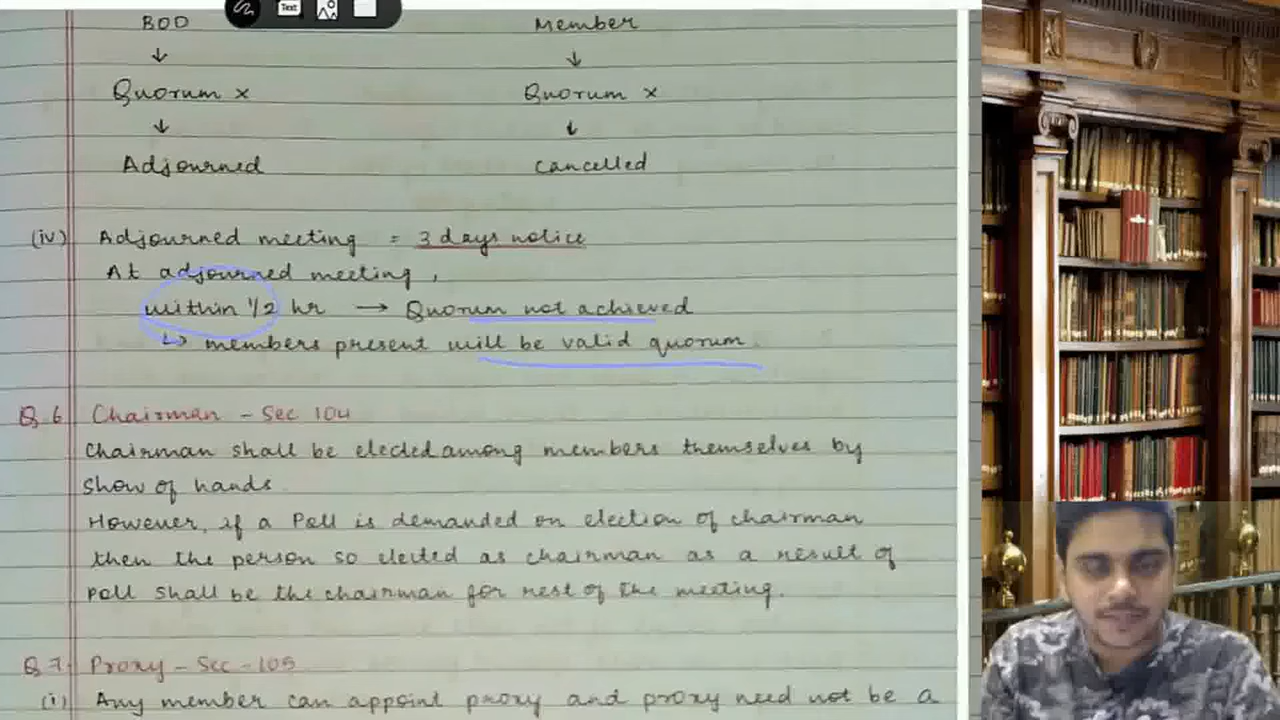 Text
BOD Member
↓ ↓
Quorum × Quorum ×
↓ ↓
Adjourned Cancelled
(iv) Adjourned meeting = 3 days notice
At adjourned meeting,
within 1/2 hr → Quorum not achieved
↳ members present will be valid quorum.
Q.6 Chairman - Sec 104
Chairman shall be elected among members themselves by
show of hands.
However, if a Poll is demanded on election of chairman
then the person so elected as chairman as a result of
poll shall be the chairman for rest of the meeting.
Q.7 Proxy - Sec - 105
(i) Any member can appoint proxy and proxy need not be a